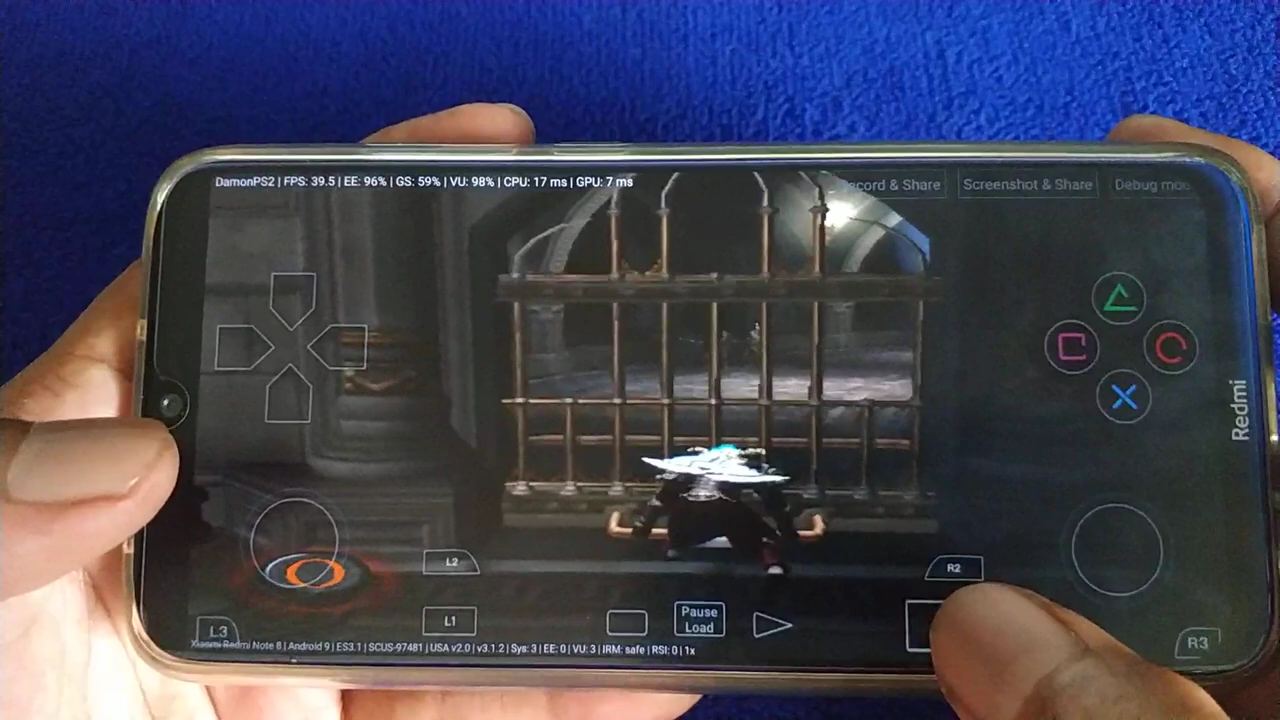 DamonPS2 | FPS: 39.5 | EE: 96% | GS: 59% | VU: 98% | CPU: 17 ms | GPU: 7 ms
& Share
Screenshot & Share
Debug
Redmi
L2
R2
L1
Pause
Load
L3
R3
Xiaomi Redmi Note 8 | Android 9 | ES3.1 | SCUS-97481 | USA v2.0 | v3.1.2 | Sys: 3 | EE: 0 | VU: 3 | IRM: safe | RSI: 0 | 1x